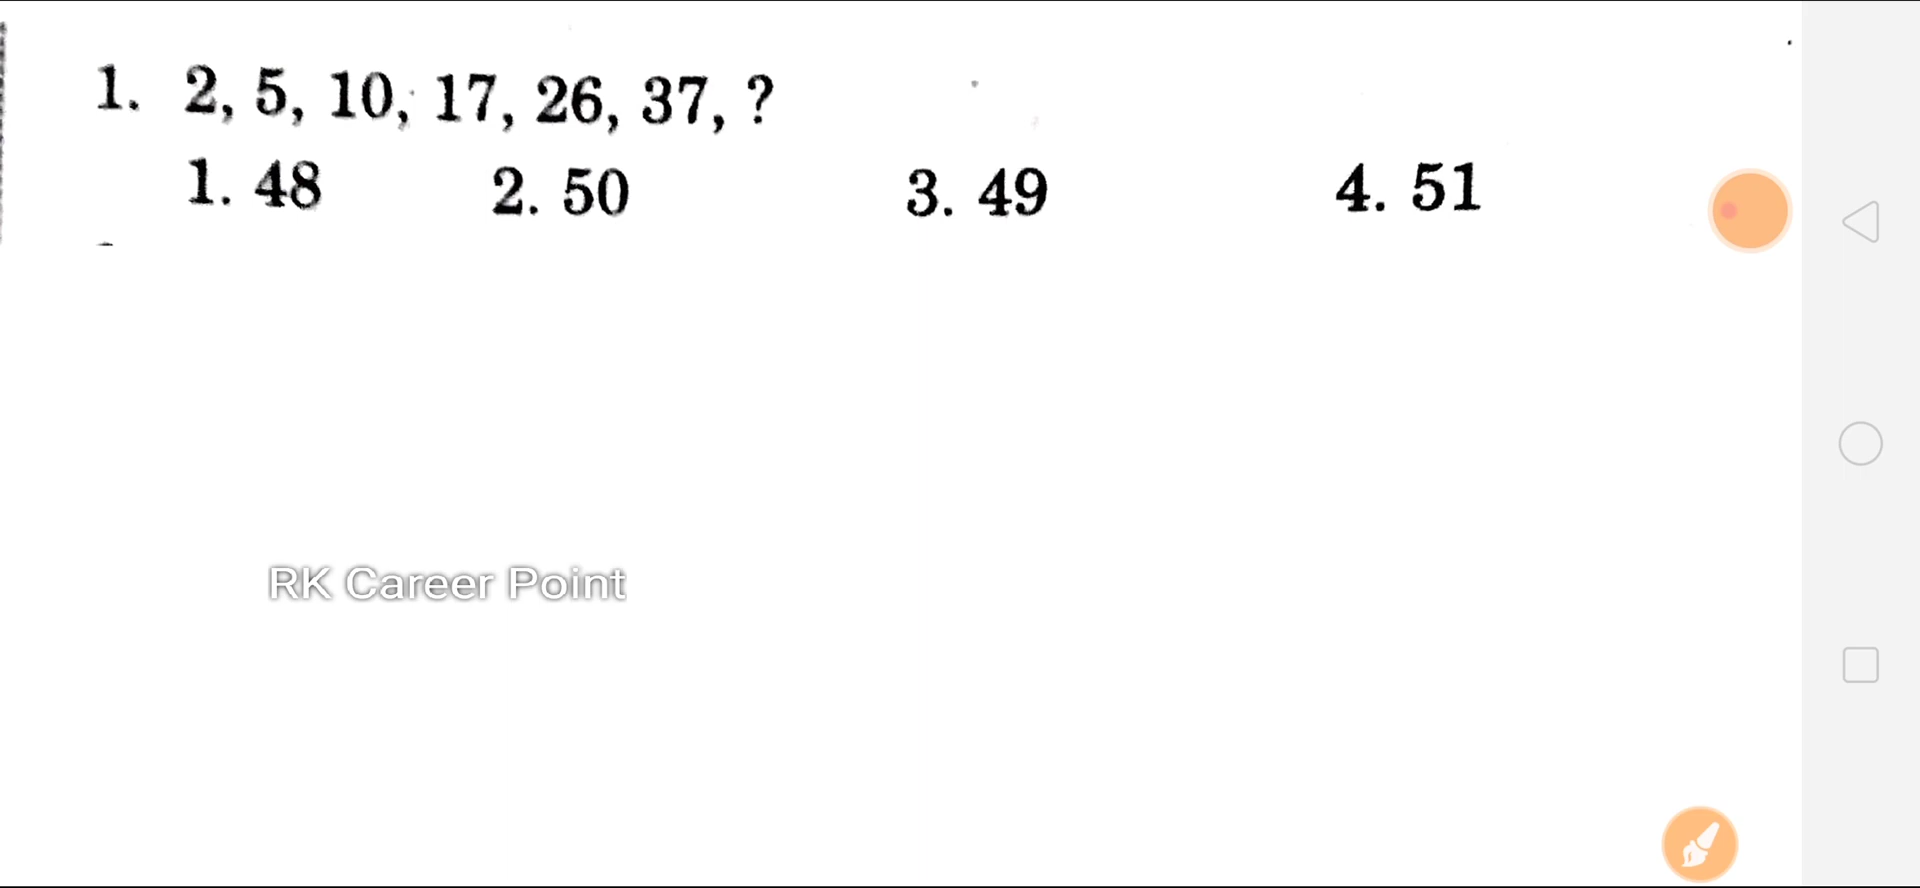 1. 2, 5, 10, 17, 26, 37, ?
1. 48 2. 50 3. 49 4. 51
RK Career Point